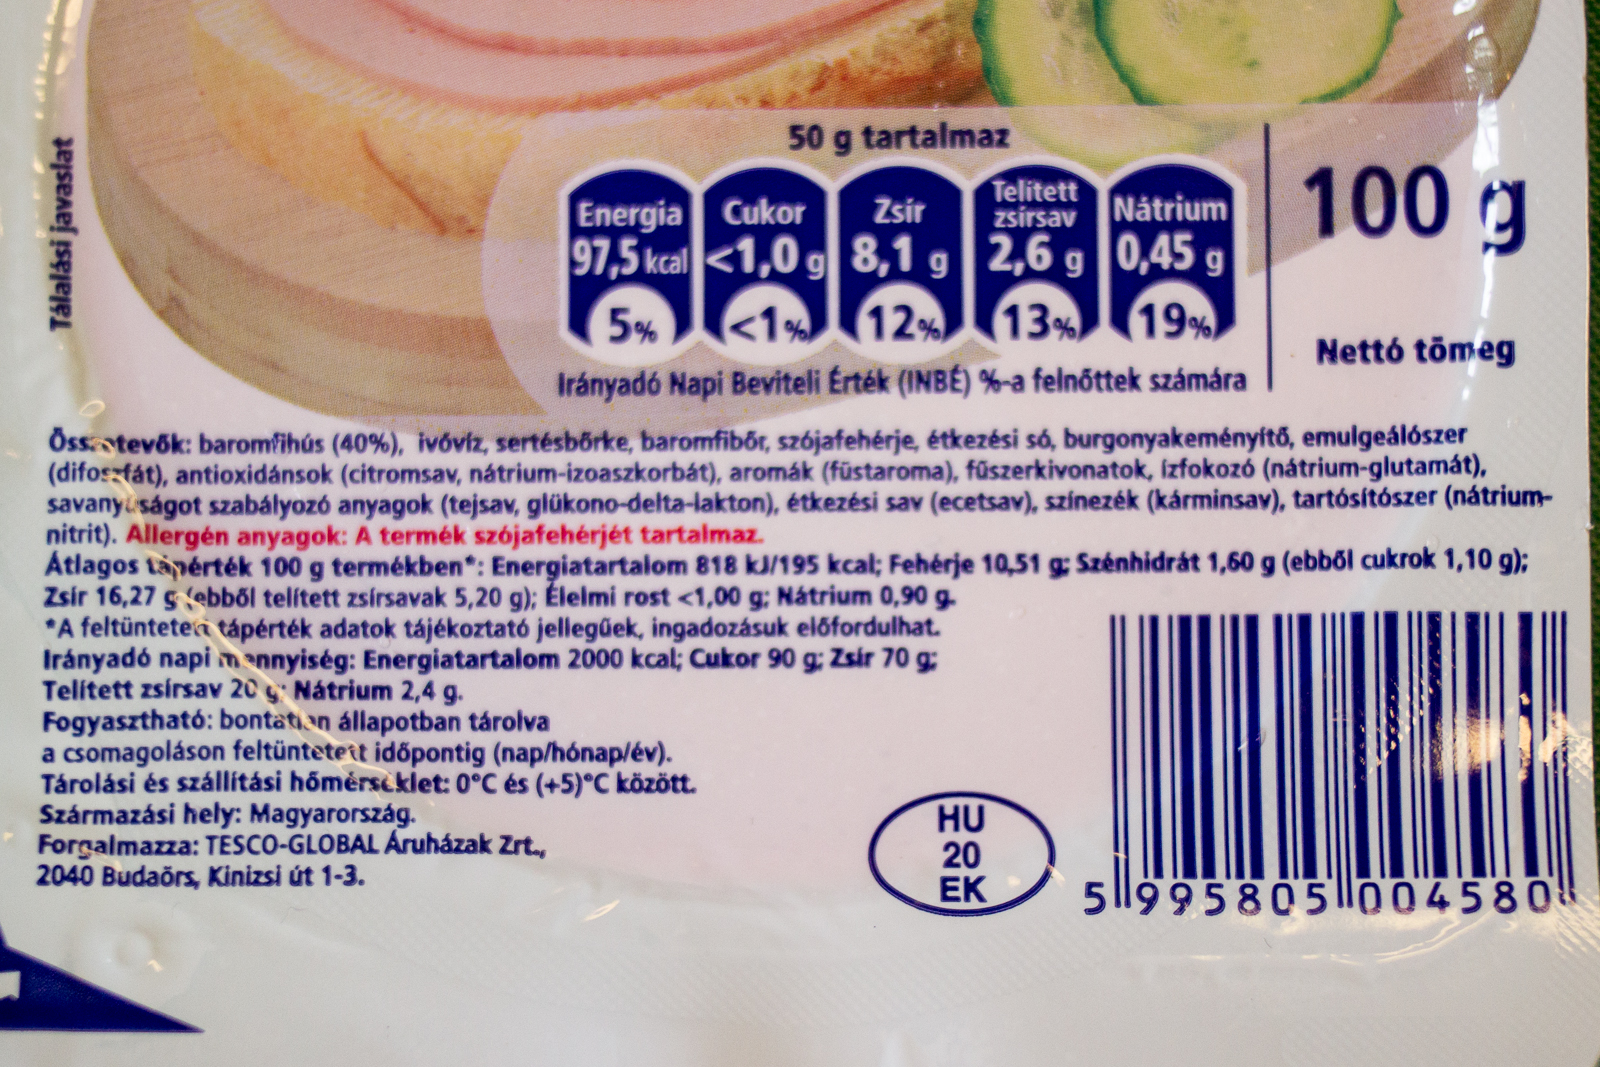 Tálalási javaslat
50 g tartalmaz
Energia 97,5 kcal 5%
Cukor <1,0 g <1%
Zsír 8,1 g 12%
Telített zsírsav 2,6 g 13%
Nátrium 0,45 g 19%
Irányadó Napi Beviteli Érték (INBÉ) %-a felnőttek számára
100 g
Nettó tömeg
Összetevők: baromfihús (40%), ivóvíz, sertésbőrke, baromfibőr, szójafehérje, étkezési só, burgonyakeményítő, emulgeálószer
(difoszfát), antioxidánsok (citromsav, nátrium-izoaszkorbát), aromák (füstaroma), fűszerkivonatok, ízfokozó (nátrium-glutamát),
savanyúságot szabályozó anyagok (tejsav, glükono-delta-lakton), étkezési sav (ecetsav), színezék (kárminsav), tartósítószer (nátrium-
nitrit). Allergén anyagok: A termék szójafehérjét tartalmaz.
Átlagos tápérték 100 g termékben*: Energiatartalom 818 kJ/195 kcal; Fehérje 10,51 g; Szénhidrát 1,60 g (ebből cukrok 1,10 g);
Zsír 16,27 g (ebből telített zsírsavak 5,20 g); Élelmi rost <1,00 g; Nátrium 0,90 g.
*A feltüntetett tápérték adatok tájékoztató jellegűek, ingadozásuk előfordulhat.
Irányadó napi mennyiség: Energiatartalom 2000 kcal; Cukor 90 g; Zsír 70 g;
Telített zsírsav 20 g; Nátrium 2,4 g.
Fogyasztható: bontatlan állapotban tárolva
a csomagoláson feltüntetett időpontig (nap/hónap/év).
Tárolási és szállítási hőmérséklet: 0°C és (+5)°C között.
Származási hely: Magyarország.
Forgalmazza: TESCO-GLOBAL Áruházak Zrt.,
2040 Budaörs, Kinizsi út 1-3.
HU
20
EK
5 995805 004580